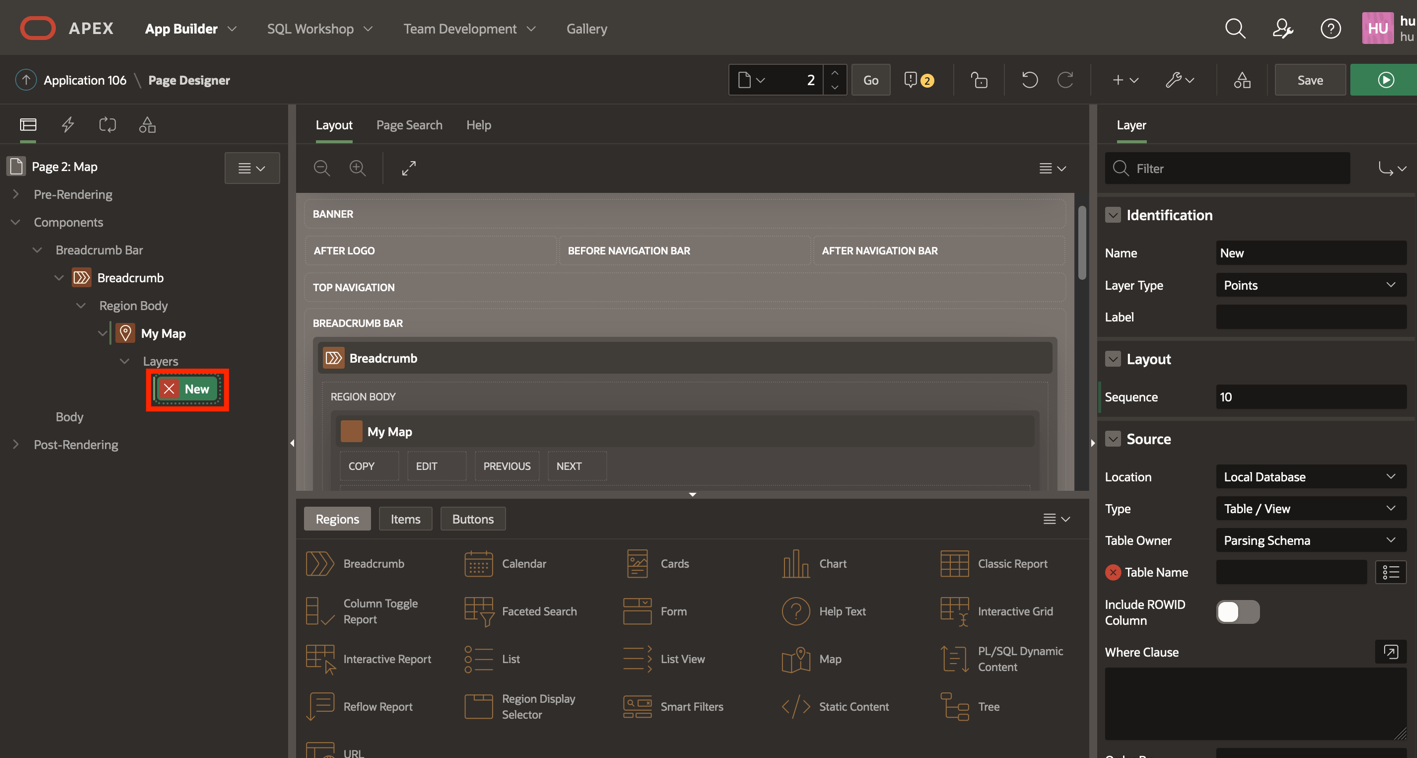 APEX
App Builder
SQL Workshop
Team Development
Gallery
HU
hu
hu
Application 106 \ Page Designer
2
Go
2
Save
Page 2: Map
Pre-Rendering
Components
Breadcrumb Bar
Breadcrumb
Region Body
My Map
Layers
New
Body
Post-Rendering
Layout
Page Search
Help
BANNER
AFTER LOGO
BEFORE NAVIGATION BAR
AFTER NAVIGATION BAR
TOP NAVIGATION
BREADCRUMB BAR
Breadcrumb
REGION BODY
My Map
COPY
EDIT
PREVIOUS
NEXT
Regions
Items
Buttons
Breadcrumb
Calendar
Cards
Chart
Classic Report
Column Toggle
Report
Faceted Search
Form
Help Text
Interactive Grid
Interactive Report
List
List View
Map
PL/SQL Dynamic
Content
Reflow Report
Region Display
Selector
Smart Filters
Static Content
Tree
URL
Layer
Filter
Identification
Name
New
Layer Type
Points
Label
Layout
Sequence
10
Source
Location
Local Database
Type
Table / View
Table Owner
Parsing Schema
Table Name
Include ROWID
Column
Where Clause